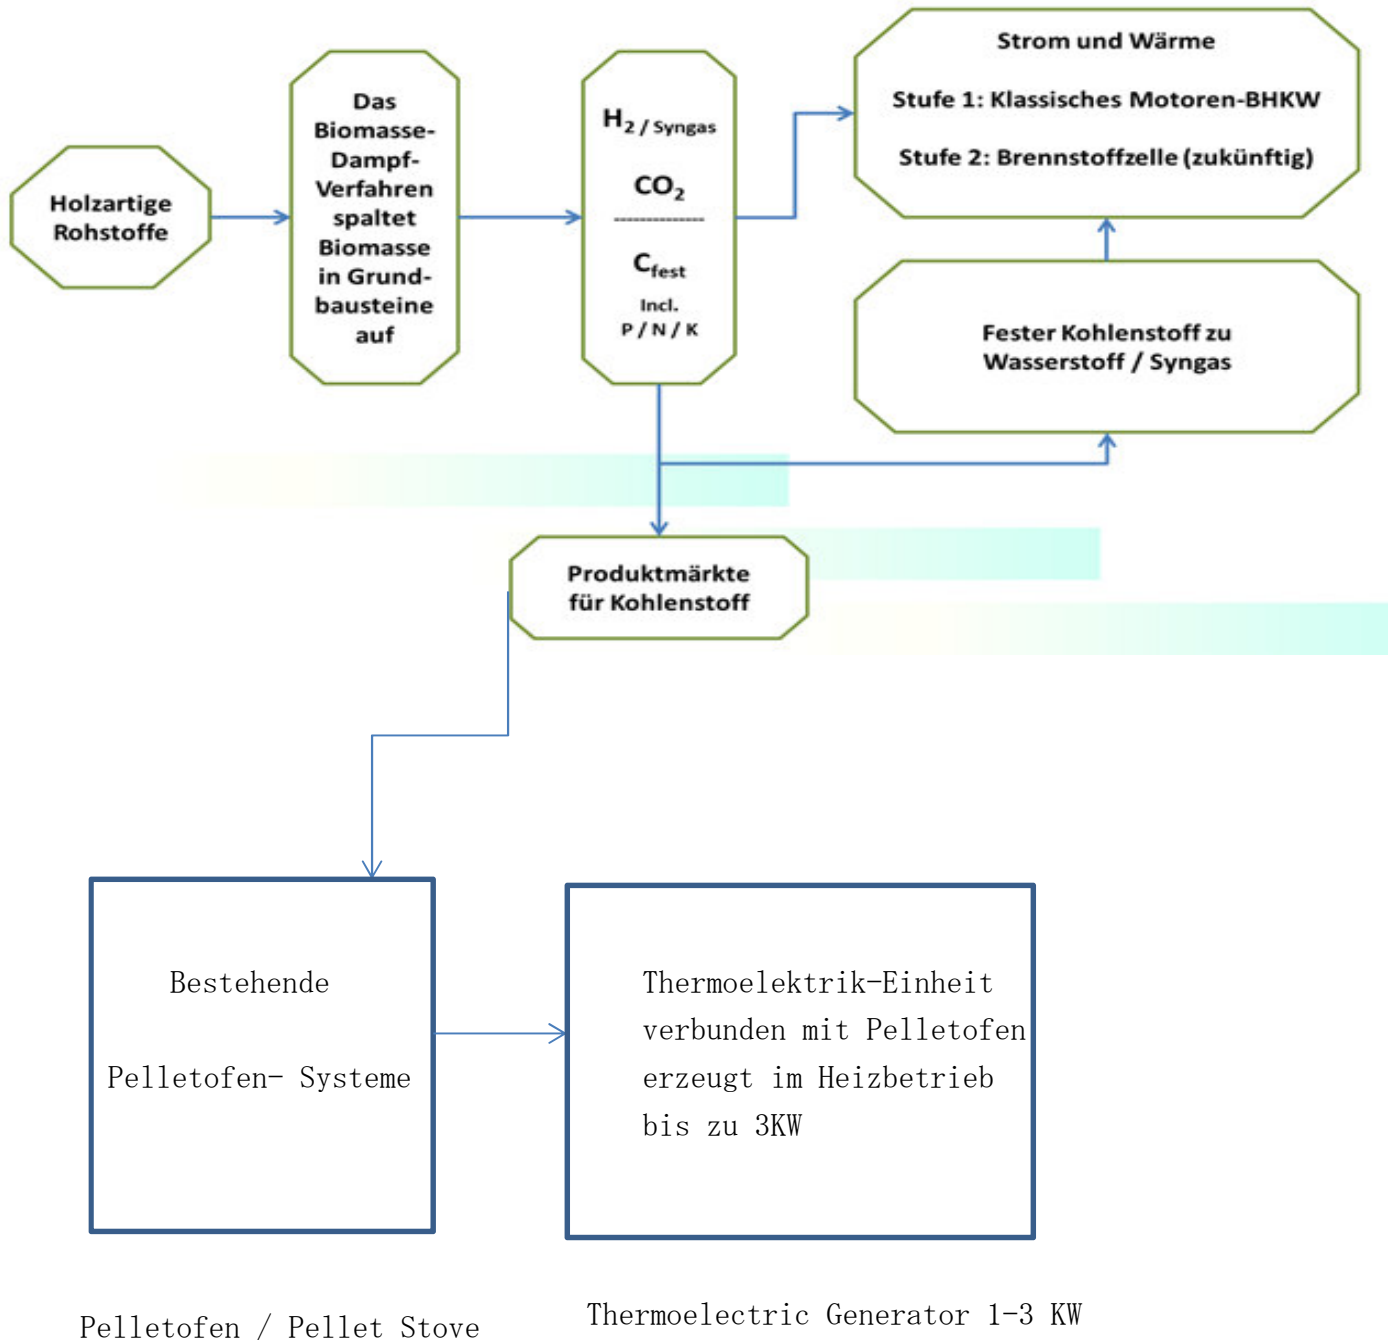 Holzartige
Rohstoffe
Das
Biomasse-
Dampf-
Verfahren
spaltet
Biomasse
in Grund-
bausteine
auf
H2 / Syngas
CO2
---------------
Cfest
Incl.
P / N / K
Strom und Wärme
Stufe 1: Klassisches Motoren-BHKW
Stufe 2: Brennstoffzelle (zukünftig)
Fester Kohlenstoff zu
Wasserstoff / Syngas
Produktmärkte
für Kohlenstoff
Bestehende
Pelletofen- Systeme
Thermoelektrik-Einheit
verbunden mit Pelletofen
erzeugt im Heizbetrieb
bis zu 3KW
Pelletofen / Pellet Stove
Thermoelectric Generator 1-3 KW